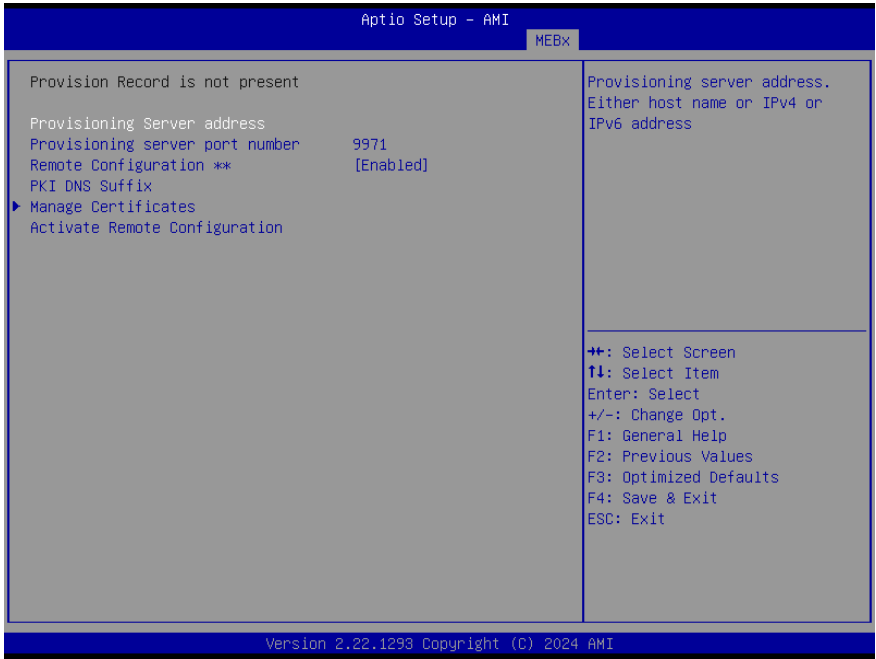 Aptio Setup – AMI
MEBx
Provision Record is not present
Provisioning Server address
Provisioning server port number 9971
Remote Configuration ** [Enabled]
PKI DNS Suffix
Manage Certificates
Activate Remote Configuration
Provisioning server address.
Either host name or IPv4 or
IPv6 address
→←: Select Screen
↑↓: Select Item
Enter: Select
+/-: Change Opt.
F1: General Help
F2: Previous Values
F3: Optimized Defaults
F4: Save & Exit
ESC: Exit
Version 2.22.1293 Copyright (C) 2024 AMI